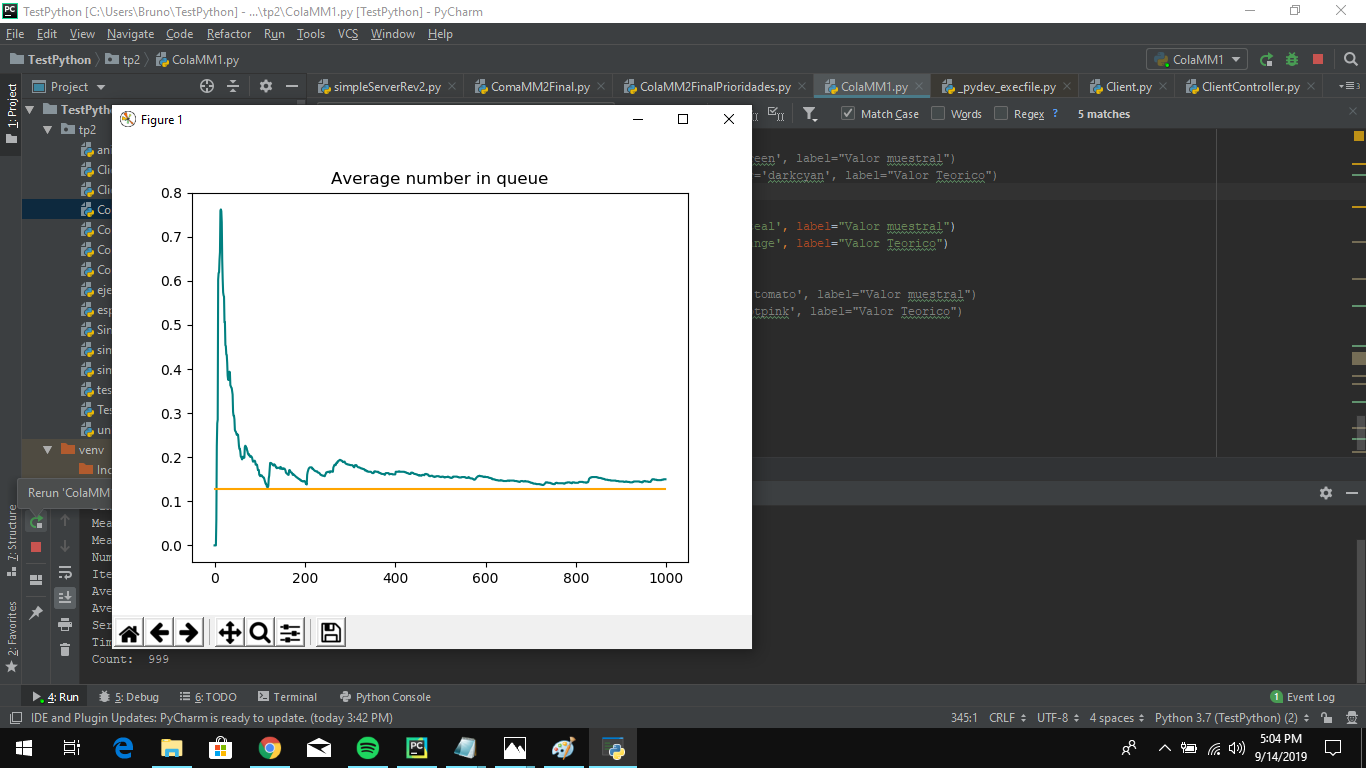 TestPython [C:\Users\Bruno\TestPython] - ...\tp2\ColaMM1.py [TestPython] - PyCharm
File Edit View Navigate Code Refactor Run Tools VCS Window Help
TestPython tp2 ColaMM1.py ColaMM1
1: Project
Project
simpleServerRev2.py ComaMM2Final.py ColaMM2FinalPrioridades.py ColaMM1.py _pydev_execfile.py Client.py ClientController.py
3
Match Case Words Regex ? 5 matches
TestPytho
tp2
an
Cli
Cli
Co
Co
Co
Co
eje
esp
Sin
sin
sin
tes
Te
un
venv
Inc
een', label="Valor muestral")
='darkcyan', label="Valor Teorico")
eal', label="Valor muestral")
nge', label="Valor Teorico")
tomato', label="Valor muestral")
tpink', label="Valor Teorico")
Figure 1
Average number in queue
0.8
0.7
0.6
0.5
0.4
0.3
0.2
0.1
0.0
0 200 400 600 800 1000
Rerun 'ColaMM
7: Structure
2: Favorites
Mea
Mea
Num
Ite
Ave
Ave
Ser
Tim
Count: 999
4: Run 5: Debug 6: TODO Terminal Python Console 1 Event Log
IDE and Plugin Updates: PyCharm is ready to update. (today 3:42 PM) 345:1 CRLF UTF-8 4 spaces Python 3.7 (TestPython) (2)
5:04 PM
9/14/2019